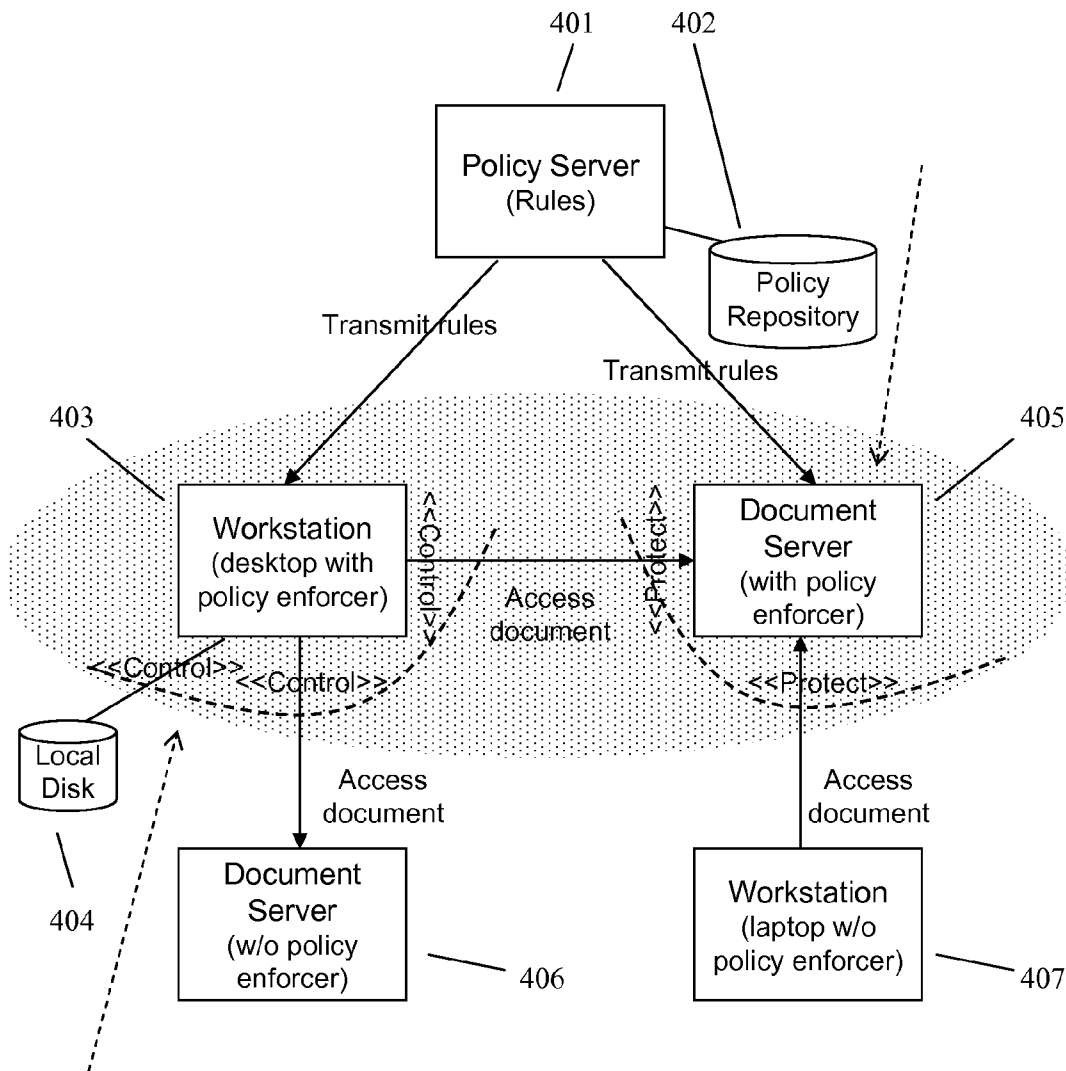 401
402
Policy Server
(Rules)
Policy
Repository
Transmit rules
Transmit rules
403
405
Workstation
(desktop with
policy enforcer)
<<Control>>
Access
document
<<Protect>>
Document
Server
(with policy
enforcer)
<<Control>>
<<Control>>
<<Protect>>
Local
Disk
Access
document
Access
document
404
Document
Server
(w/o policy
enforcer)
406
Workstation
(laptop w/o
policy enforcer)
407